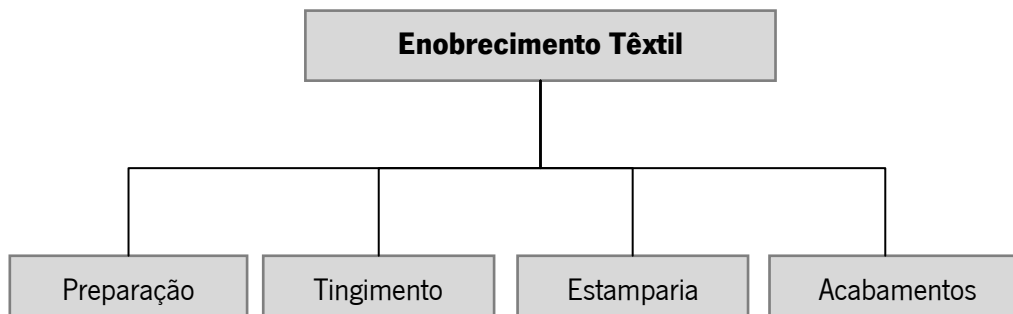 Enobrecimento Têxtil
Preparação
Tingimento
Estamparia
Acabamentos